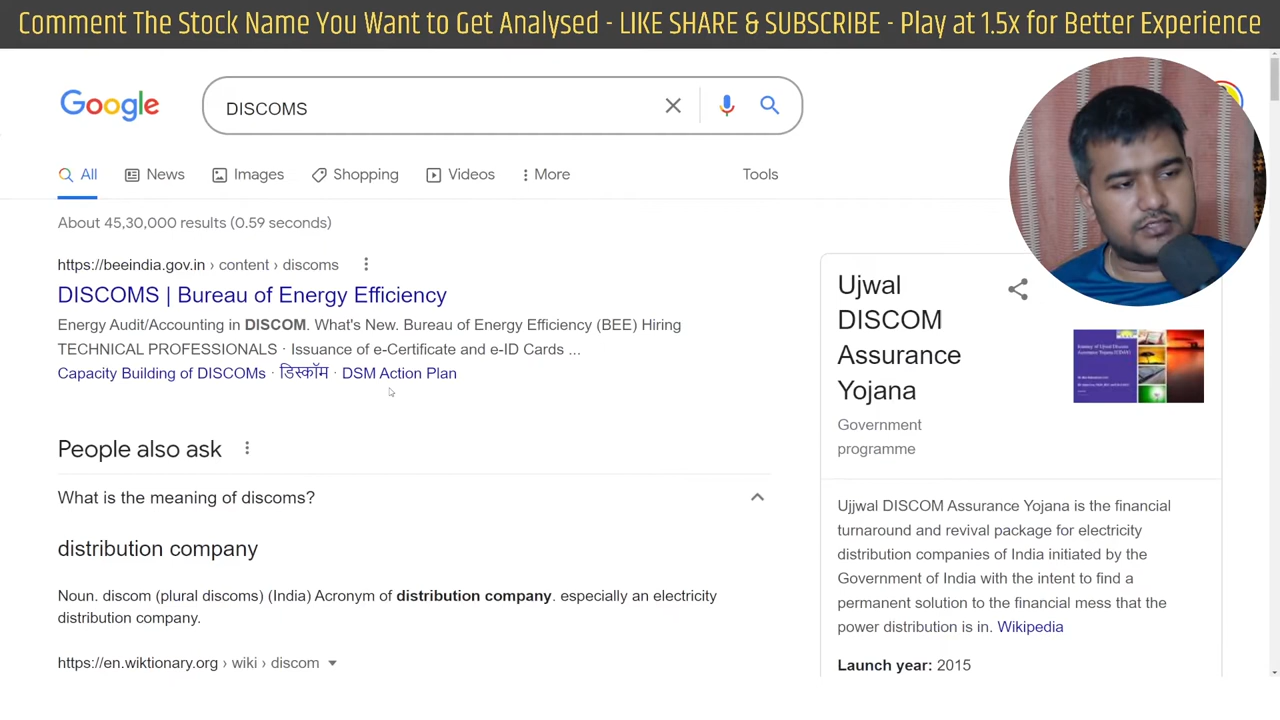 Comment The Stock Name You Want to Get Analysed - LIKE SHARE & SUBSCRIBE - Play at 1.5x for Better Experience
Google
DISCOMS
All
News
Images
Shopping
Videos
More
Tools
About 45,30,000 results (0.59 seconds)
https://beeindia.gov.in › content › discoms
DISCOMS | Bureau of Energy Efficiency
Energy Audit/Accounting in DISCOM. What's New. Bureau of Energy Efficiency (BEE) Hiring
TECHNICAL PROFESSIONALS · Issuance of e-Certificate and e-ID Cards ...
Capacity Building of DISCOMs · डिस्कॉम · DSM Action Plan
People also ask
What is the meaning of discoms?
distribution company
Noun. discom (plural discoms) (India) Acronym of distribution company. especially an electricity
distribution company.
https://en.wiktionary.org › wiki › discom
Ujwal
DISCOM
Assurance
Yojana
Government
programme
Ujjwal DISCOM Assurance Yojana is the financial
turnaround and revival package for electricity
distribution companies of India initiated by the
Government of India with the intent to find a
permanent solution to the financial mess that the
power distribution is in. Wikipedia
Launch year: 2015